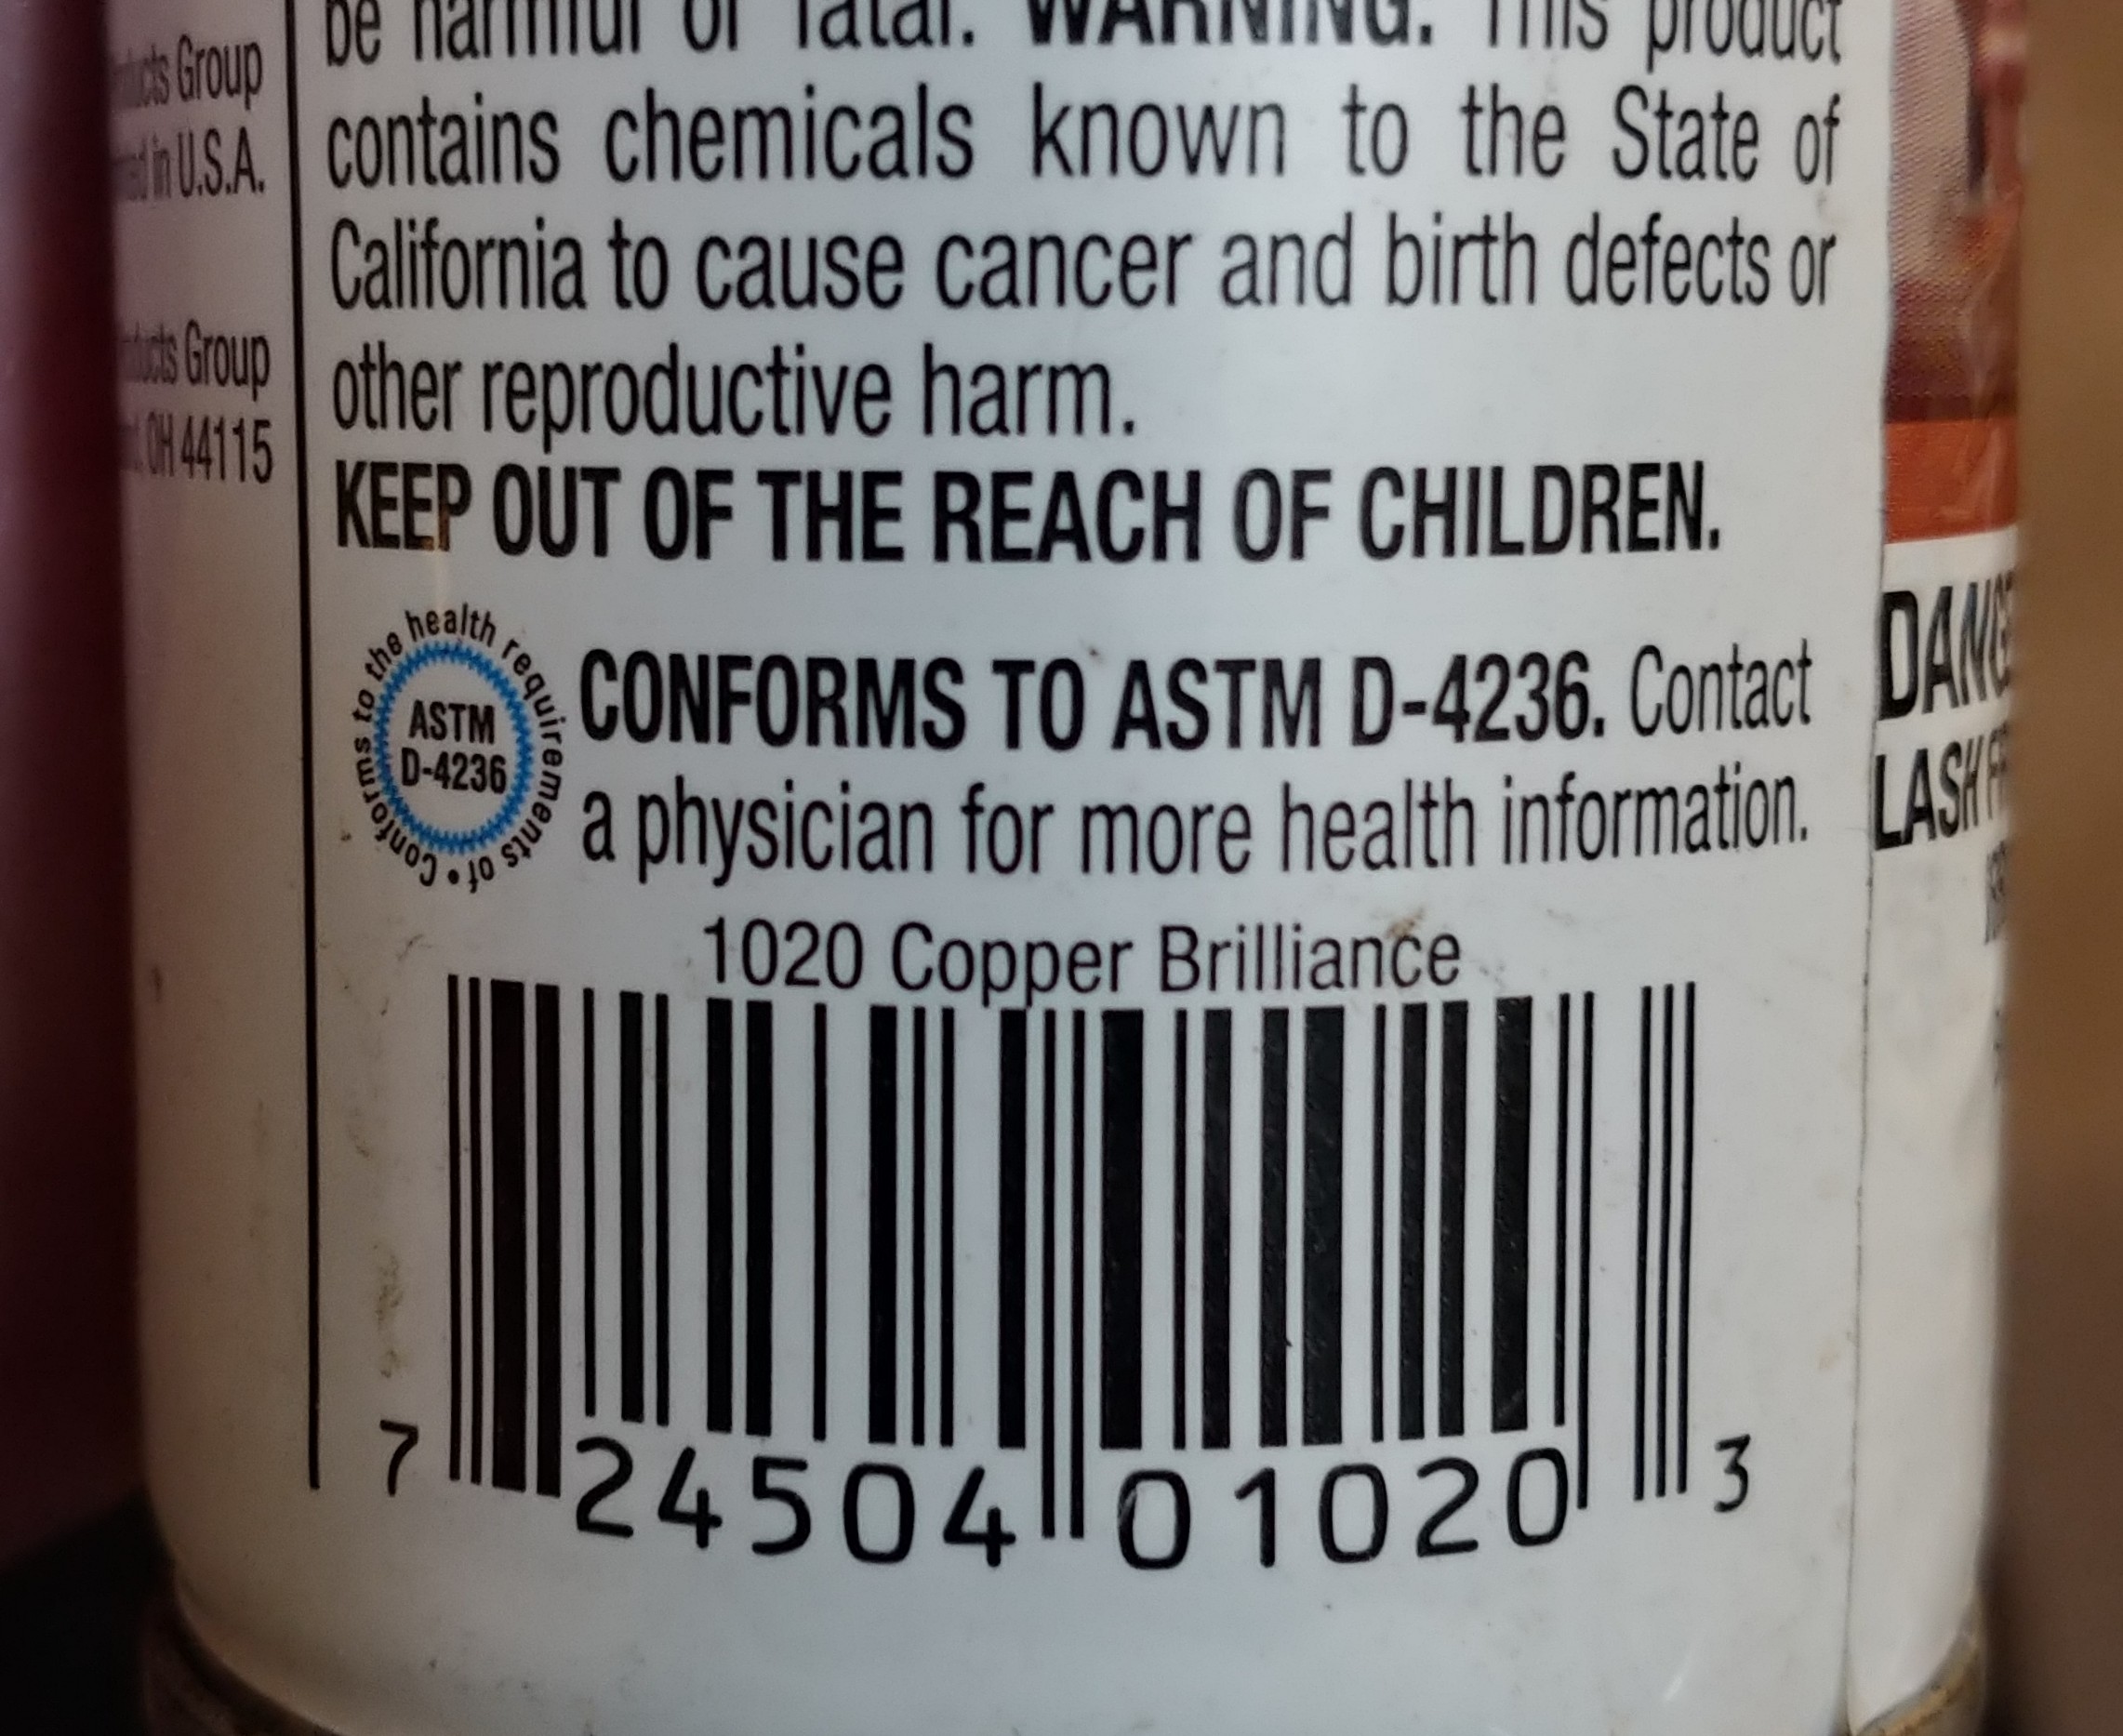 Group
in U.S.A.
Group
OH 44115
be harmful or fatal. WARNING: This product
contains chemicals known to the State of
California to cause cancer and birth defects or
other reproductive harm.
KEEP OUT OF THE REACH OF CHILDREN.
Conforms to the health requirements of •
ASTM
D-4236
CONFORMS TO ASTM D-4236. Contact
a physician for more health information.
1020 Copper Brilliance
7 24504 01020 3